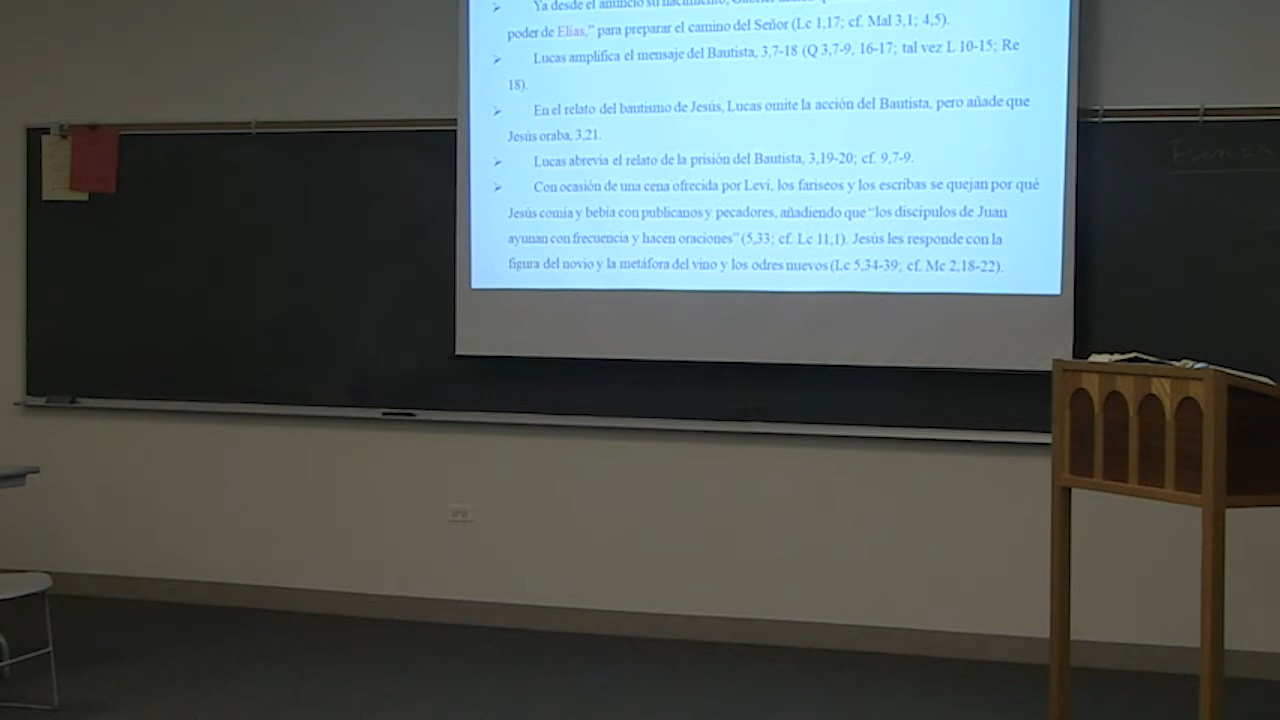 Ya desde el anuncio su nacimiento, Gabriel
poder de Elías,” para preparar el camino del Señor (Lc 1,17; cf. Mal 3,1; 4,5).
Lucas amplifica el mensaje del Bautista, 3,7-18 (Q 3,7-9, 16-17; tal vez L 10-15; Re
18).
En el relato del bautismo de Jesús, Lucas omite la acción del Bautista, pero añade que
Jesús oraba, 3,21.
Lucas abrevia el relato de la prisión del Bautista, 3,19-20; cf. 9,7-9.
Con ocasión de una cena ofrecida por Leví, los fariseos y los escribas se quejan por qué
Jesús comía y bebía con publicanos y pecadores, añadiendo que “los discípulos de Juan
ayunan con frecuencia y hacen oraciones” (5,33; cf. Lc 11,1). Jesús les responde con la
figura del novio y la metáfora del vino y los odres nuevos (Lc 5,34-39; cf. Mc 2,18-22).